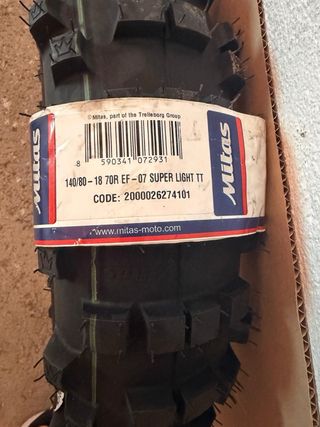 © Mitas, part of the Trelleborg Group
8 590341 072931
140/80-18 70R EF-07 SUPER LIGHT TT
CODE: 2000026274101
www.mitas-moto.com
Mitas
Mitas